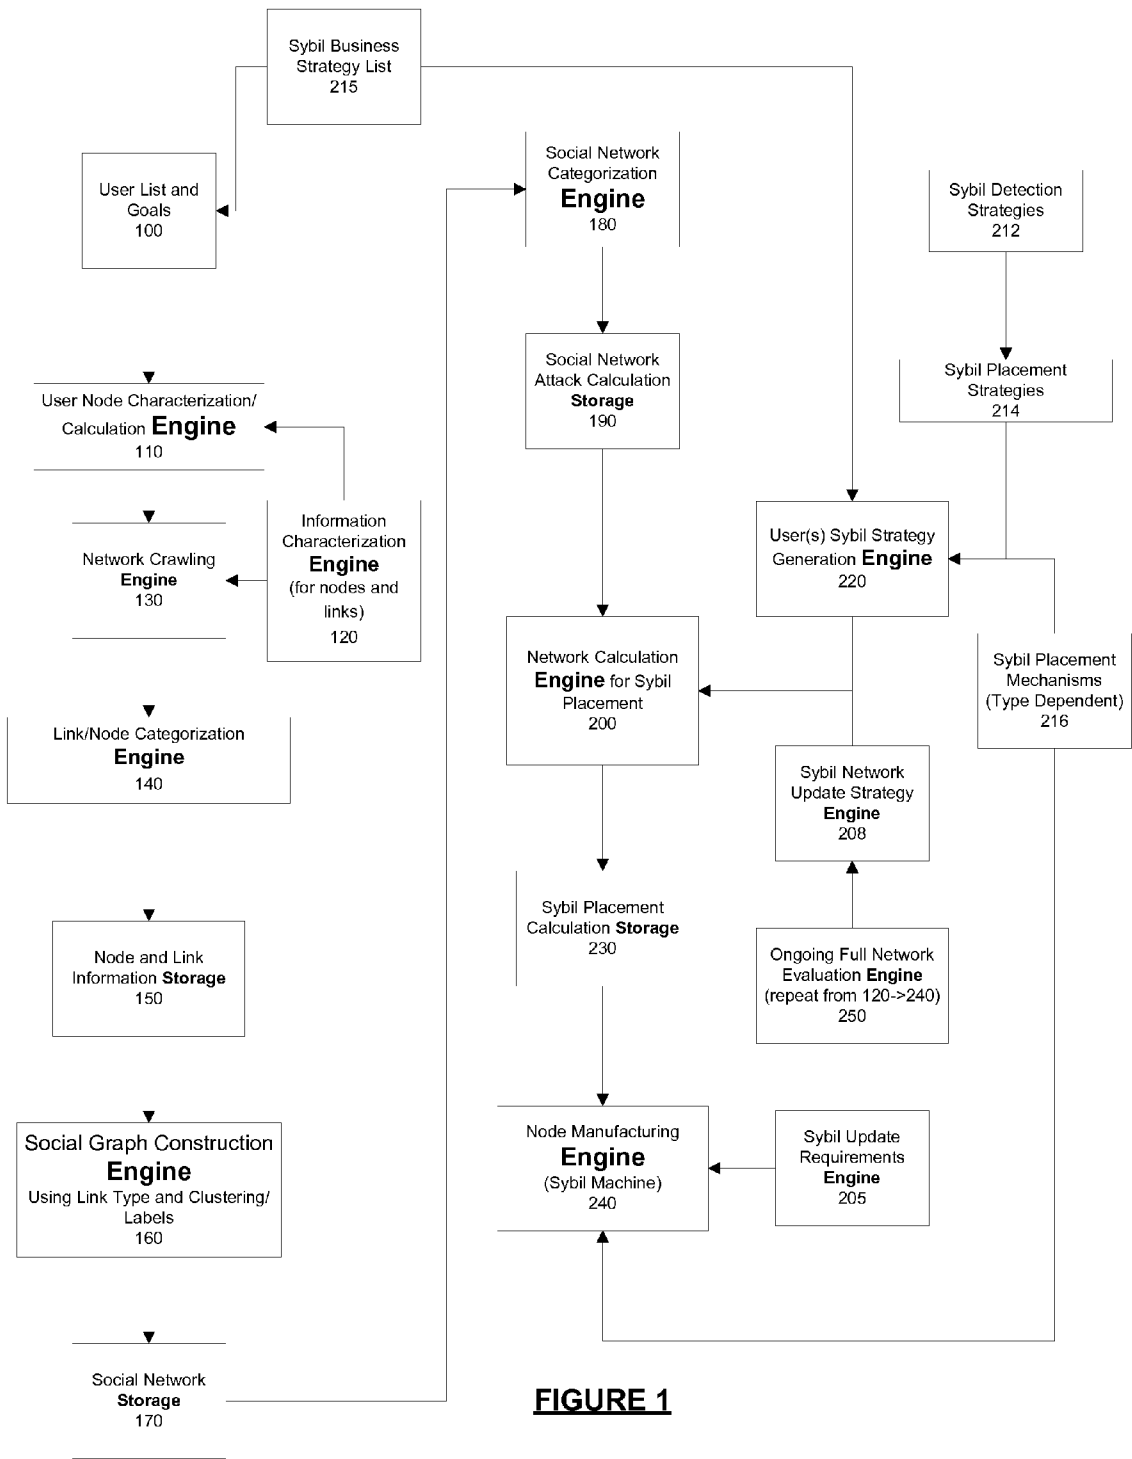 Sybil Business
Strategy List
215
User List and
Goals
100
Social Network
Categorization
Engine
180
Sybil Detection
Strategies
212
Social Network
Attack Calculation
Storage
190
Sybil Placement
Strategies
214
User Node Characterization/
Calculation Engine
110
Information
Characterization
Engine
(for nodes and
links)
120
Network Crawling
Engine
130
User(s) Sybil Strategy
Generation Engine
220
Network Calculation
Engine for Sybil
Placement
200
Sybil Placement
Mechanisms
(Type Dependent)
216
Link/Node Categorization
Engine
140
Sybil Network
Update Strategy
Engine
208
Sybil Placement
Calculation Storage
230
Node and Link
Information Storage
150
Ongoing Full Network
Evaluation Engine
(repeat from 120->240)
250
Social Graph Construction
Engine
Using Link Type and Clustering/
Labels
160
Node Manufacturing
Engine
(Sybil Machine)
240
Sybil Update
Requirements
Engine
205
Social Network
Storage
170
FIGURE 1